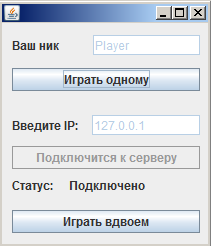 Ваш ник Player
Играть одному
Введите IP: 127.0.0.1
Подключится к серверу
Статус: Подключено
Играть вдвоем